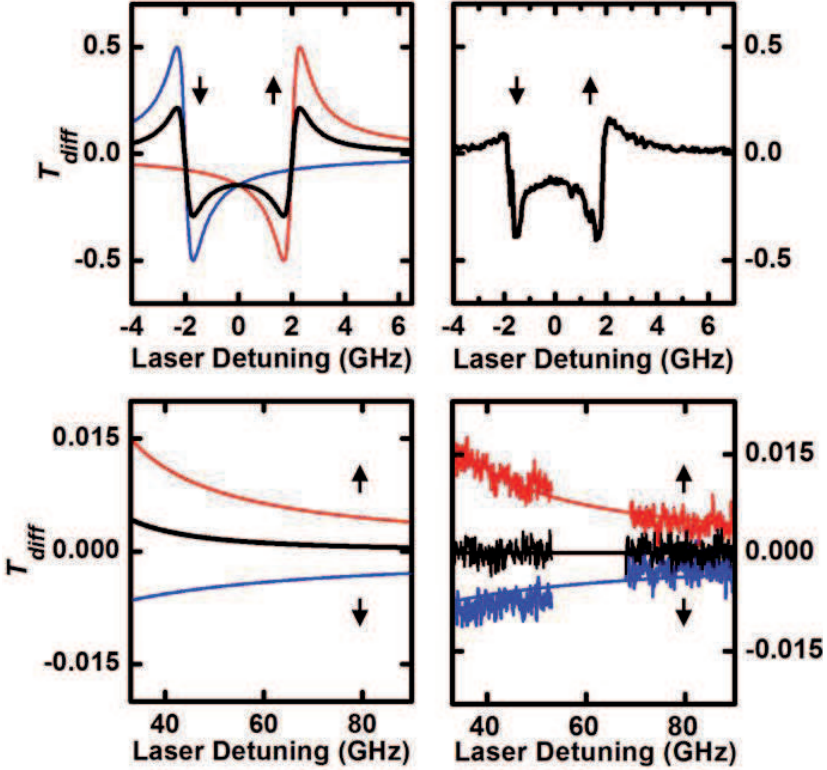 0.5
0.0
-0.5
T_diff
-4 -2 0 2 4 6
Laser Detuning (GHz)
0.5
0.0
-0.5
-4 -2 0 2 4 6
Laser Detuning (GHz)
0.015
0.000
-0.015
T_diff
40 60 80
Laser Detuning (GHz)
0.015
0.000
-0.015
40 60 80
Laser Detuning (GHz)